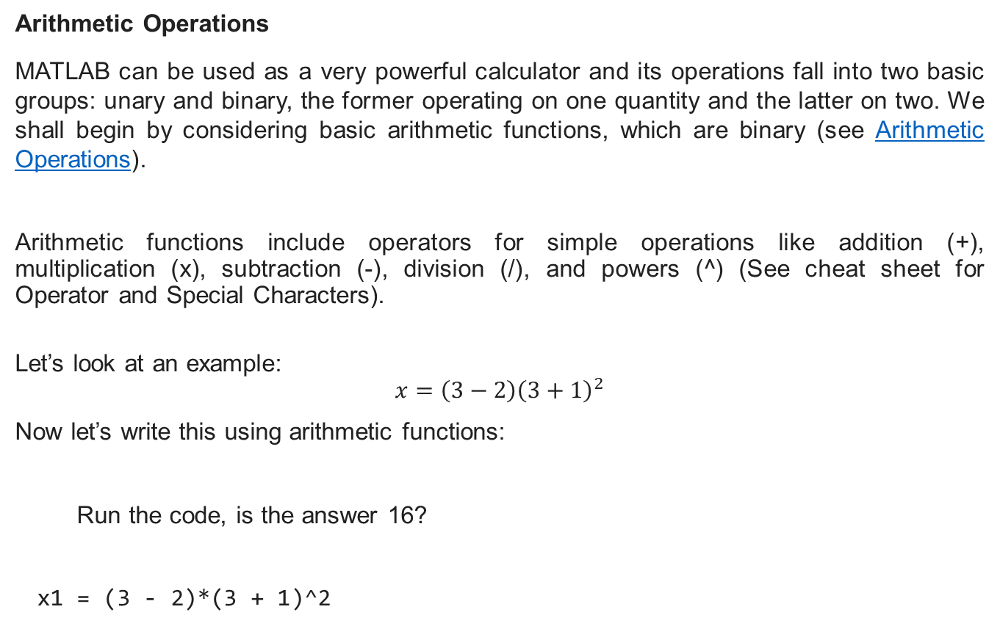 Arithmetic Operations
MATLAB can be used as a very powerful calculator and its operations fall into two basic
groups: unary and binary, the former operating on one quantity and the latter on two. We
shall begin by considering basic arithmetic functions, which are binary (see Arithmetic
Operations).
Arithmetic functions include operators for simple operations like addition (+),
multiplication (x), subtraction (-), division (/), and powers (^) (See cheat sheet for
Operator and Special Characters).
Let’s look at an example:
𝑥 = (3 − 2)(3 + 1)²
Now let’s write this using arithmetic functions:
Run the code, is the answer 16?
x1 = (3 - 2)*(3 + 1)^2